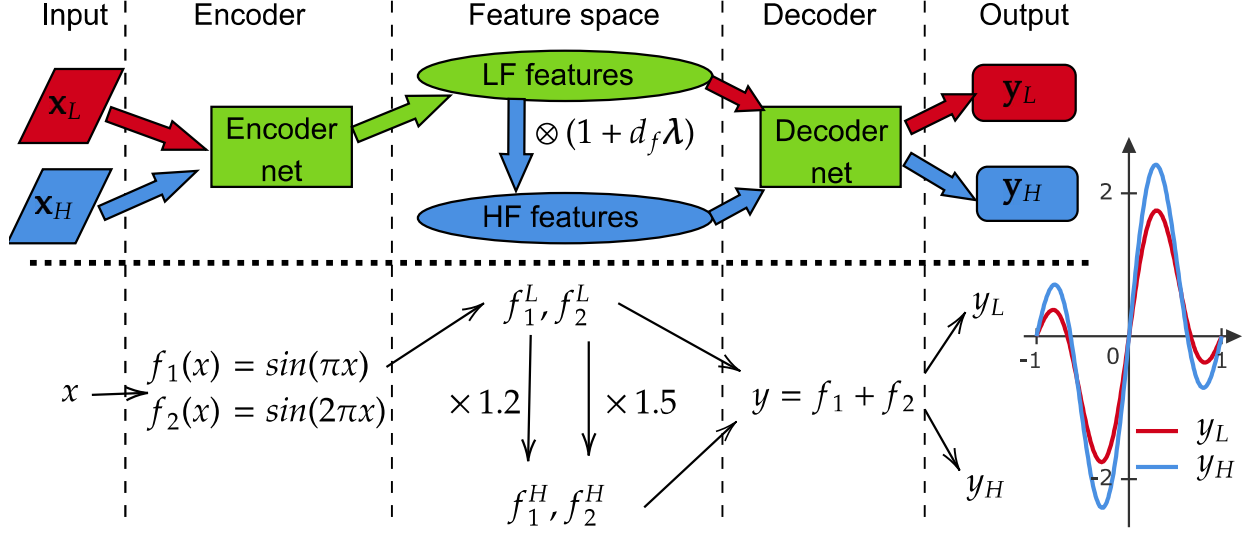 Input Encoder Feature space Decoder Output
𝐱_L
LF features
𝐲_L
Encoder
net
⊗ (1 + d_f 𝛌)
Decoder
net
𝐱_H
HF features
𝐲_H
2
f_1^L, f_2^L
y_L
-1 0 1
f_1(x) = sin(πx)
x
f_2(x) = sin(2πx)
× 1.2 × 1.5
y = f_1 + f_2
y_L
y_H
-2
f_1^H, f_2^H
y_H